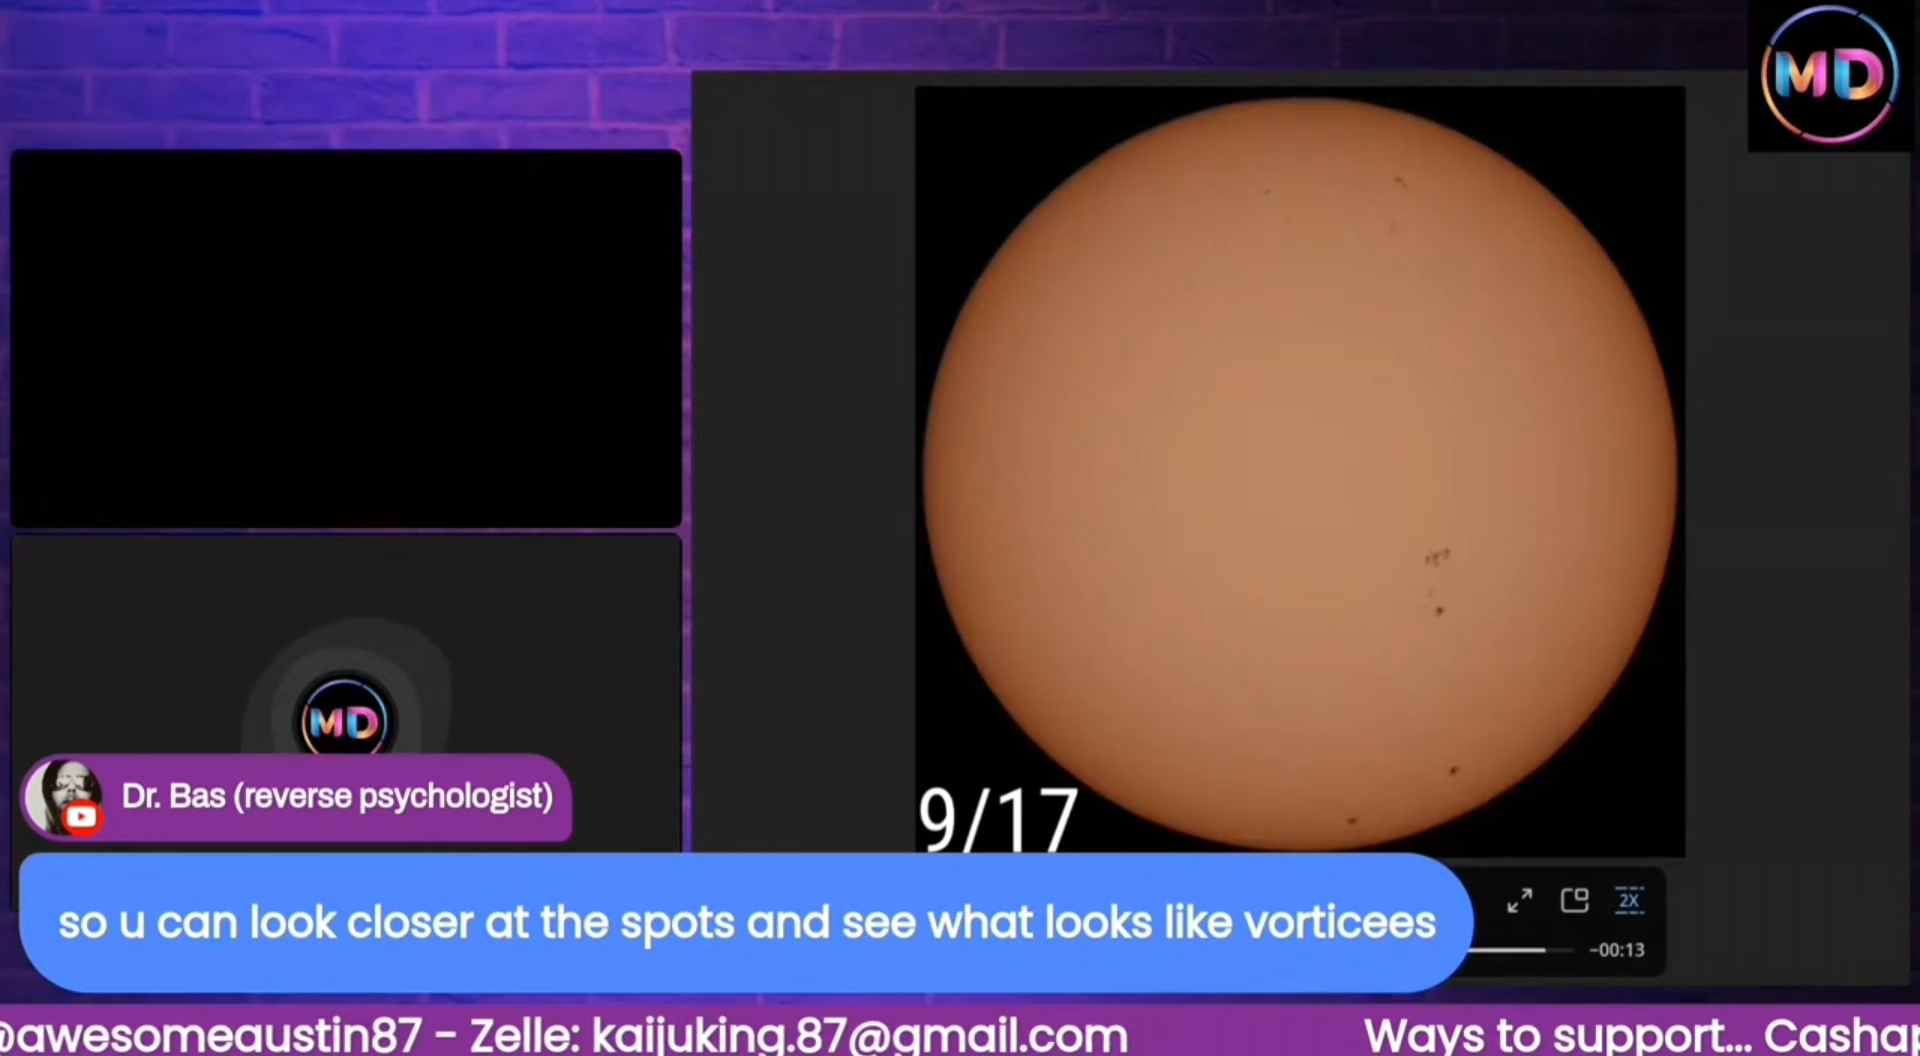 MD
9/17
MD
Dr. Bas (reverse psychologist)
so u can look closer at the spots and see what looks like vorticees
2X
-00:13
@awesomeaustin87 - Zelle: kaijuking.87@gmail.com
Ways to support...